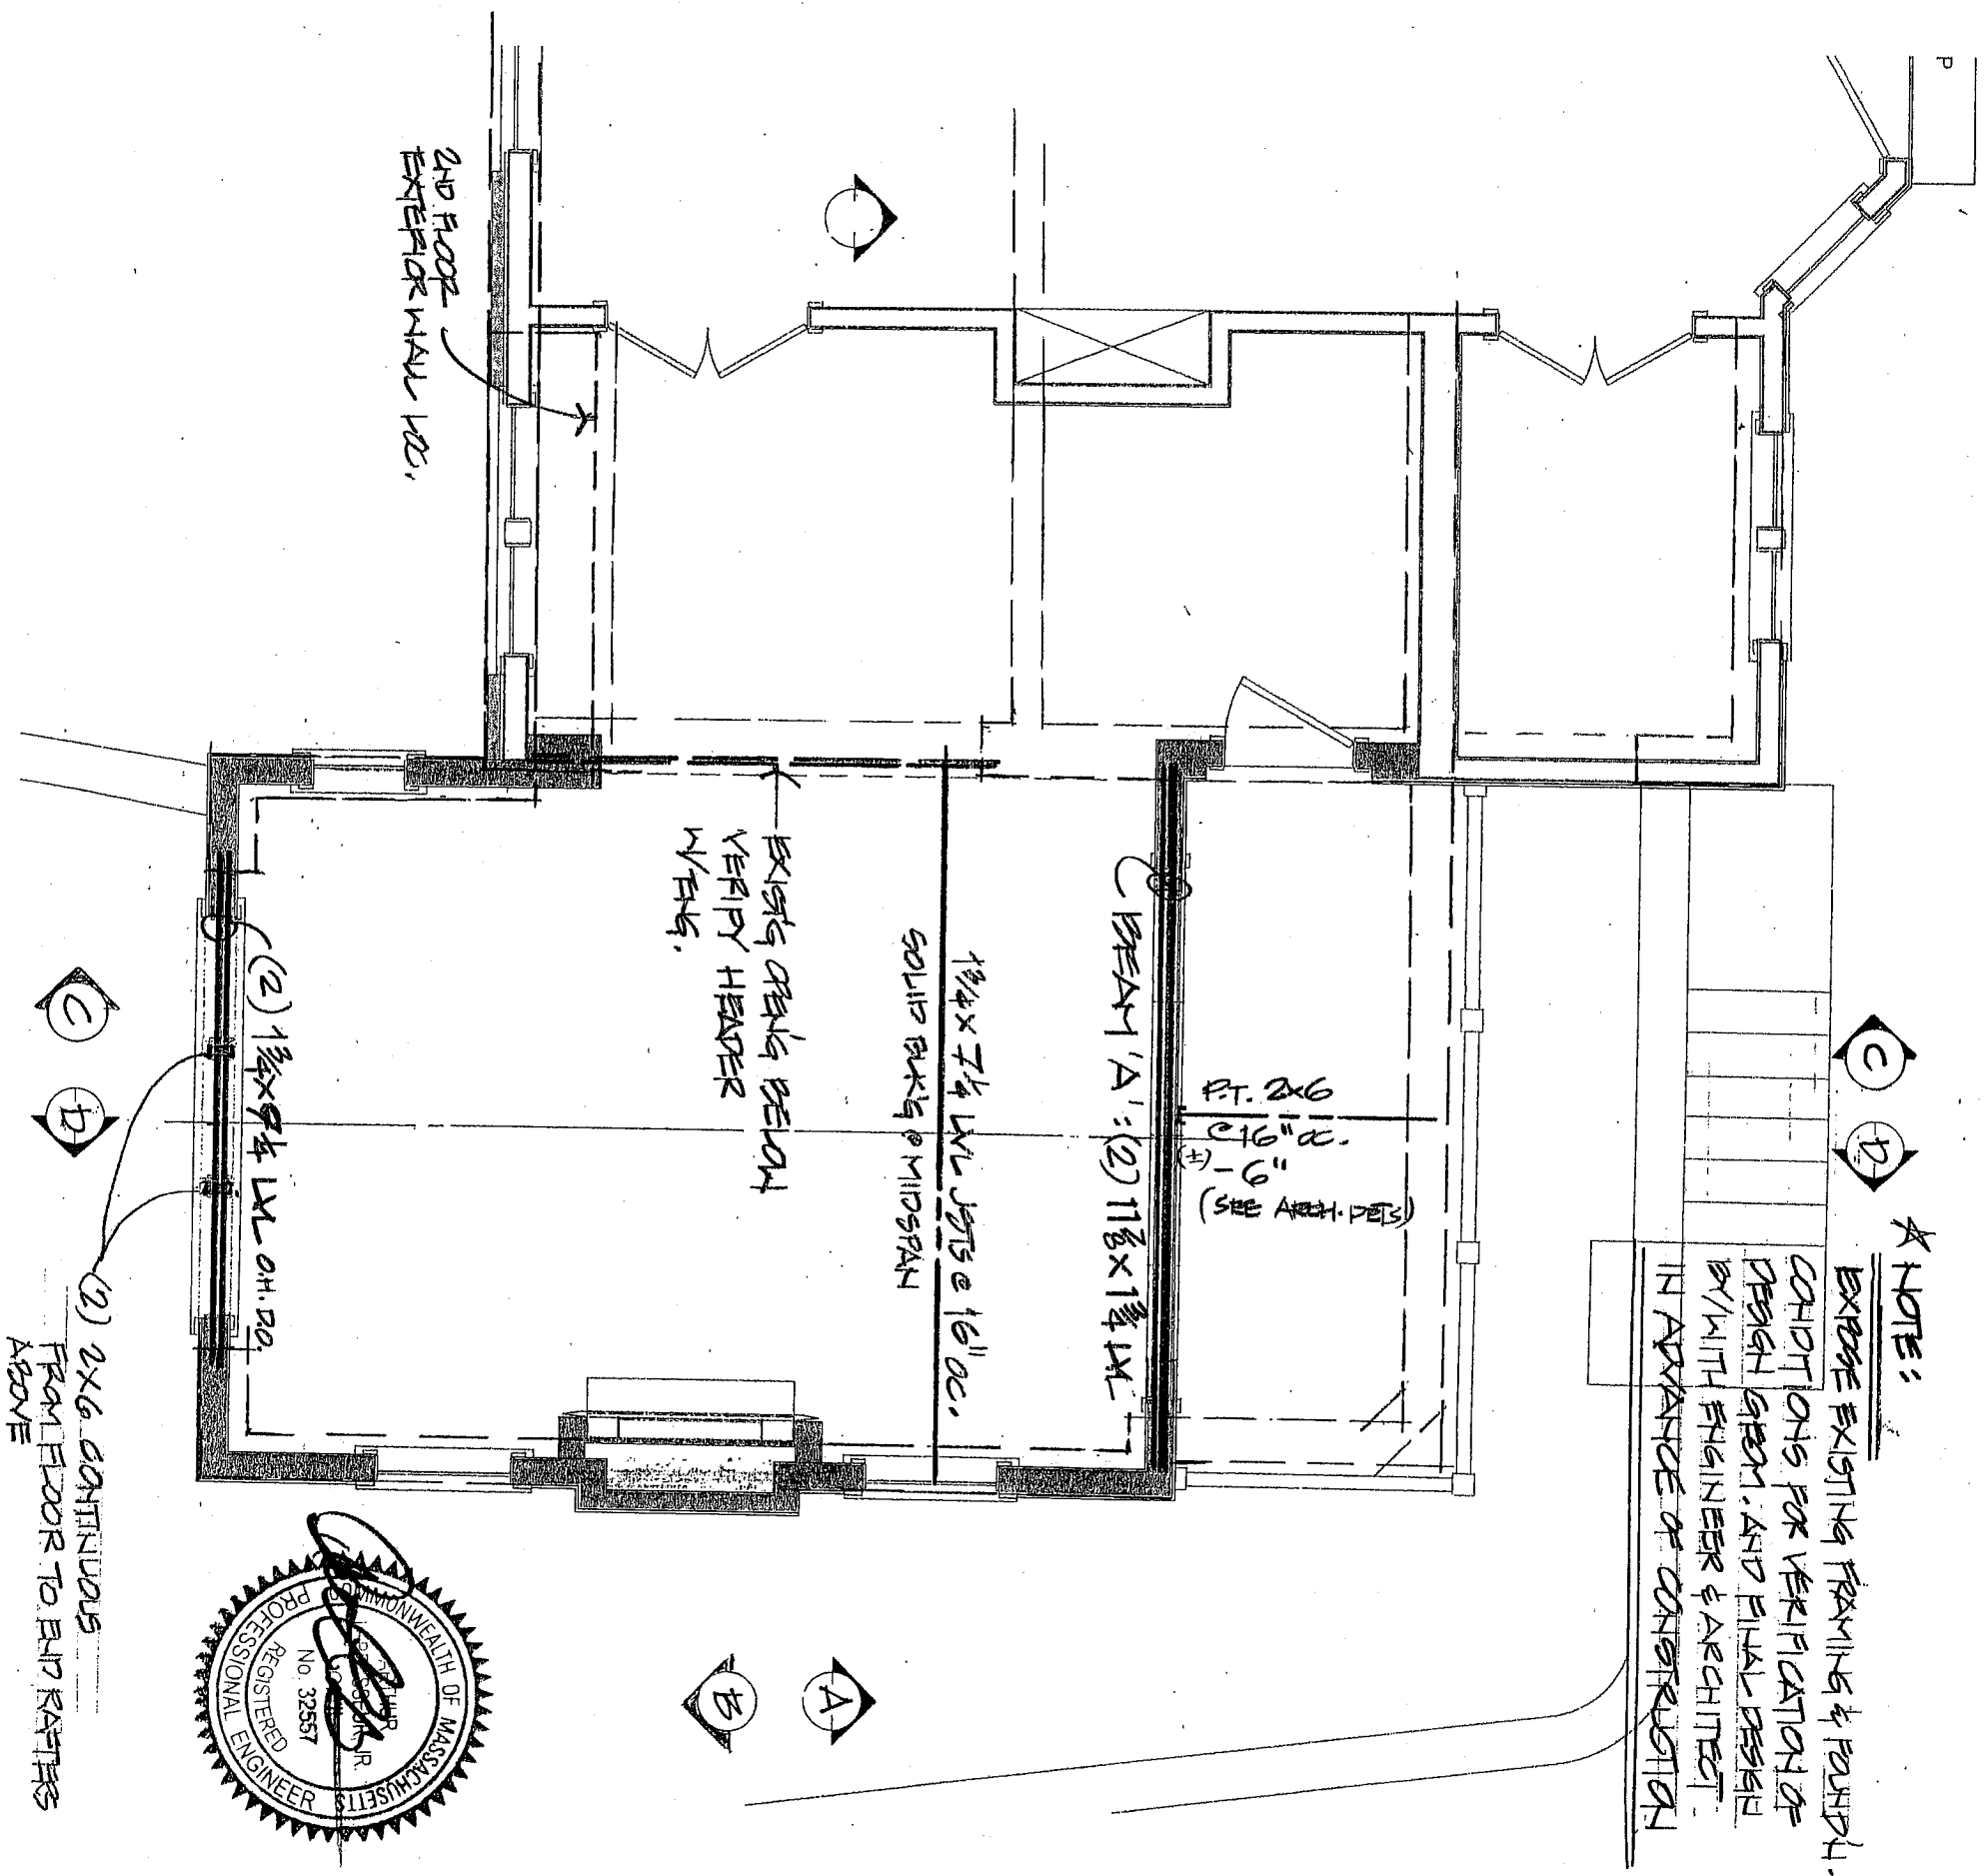 * NOTE:
EXPOSE EXISTING FRAMING & FOUND'N.
CONDITIONS FOR VERIFICATION OF
DESIGN GEOM. AND FINAL DESIGN
BY/WITH ENGINEER & ARCHITECT
IN ADVANCE OF CONSTRUCTION
P
C
D
P.T. 2x6
@ 16" OC.
(±) - 6"
(SEE ARCH. DETS)
BEAM 'A': (2) 11 7/8 x 1 3/4 LVL
1 3/4 x 7 1/4 LVL JSTS @ 16" OC.
SOLID BLK'G @ MIDSPAN
EXIST'G OPEN'G BELOW
VERIFY HEADER
W/ENG.
2ND FLOOR
EXTERIOR WALL LOC.
(2) 1 3/4 x 9 1/4 LVL O.H. D.O.
C
D
(2) 2x6 CONTINUOUS
FROM FLOOR TO END RAFTERS
ABOVE
A
B
COMMONWEALTH OF MASSACHUSETTS
JR.
No. 32557
REGISTERED
PROFESSIONAL ENGINEER